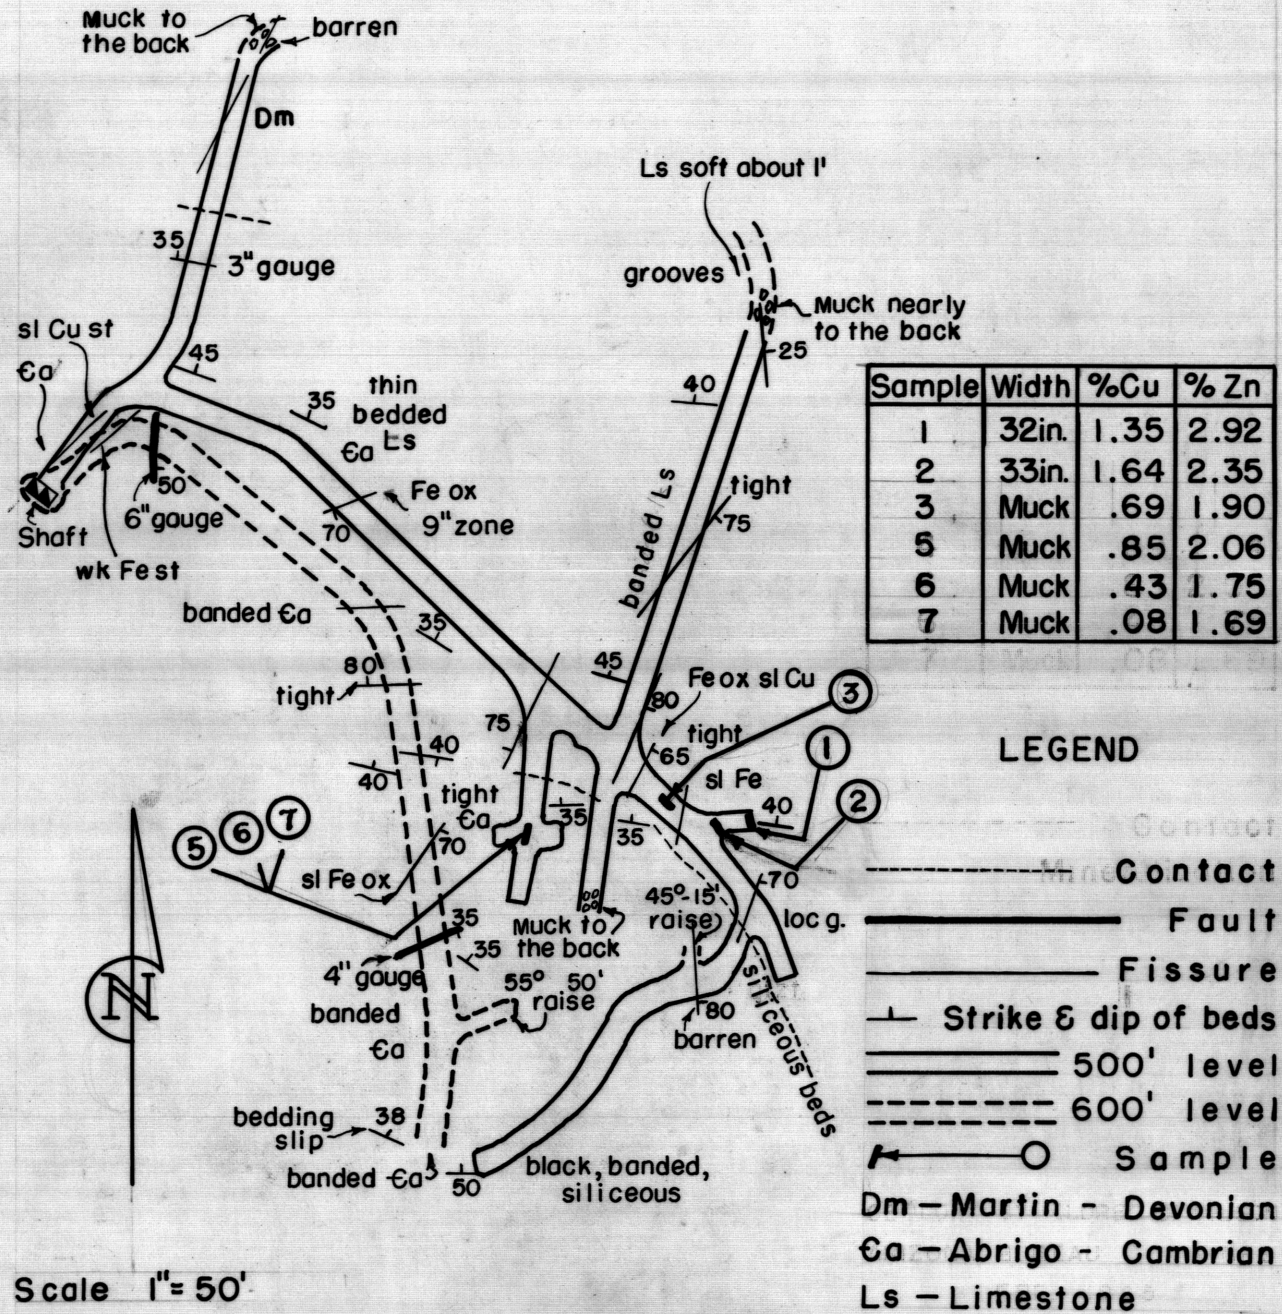 Muck to
the back
barren
Dm
35
3" gauge
Ls soft about 1'
grooves
Muck nearly
to the back
25
sl Cu st
Єa
45
35
thin
bedded
Єa Ls
40
50
6" gauge
Shaft
wk Fe st
70
Fe ox
9" zone
tight
75
banded Ls
banded Єa
35
80
tight
45
Fe ox sl Cu
80
75
tight
65
3
1
2
sl Fe
40
40
40
tight
Єa
35
35
70
5
6
7
sl Fe ox
45°-15'
raise
70
loc g.
Muck to
the back
35
35
4" gauge
55° 50'
raise
banded
Єa
80
barren
siliceous beds
bedding
slip
38
banded Єa
50
black, banded,
siliceous
N
Scale 1"= 50'
Sample Width %Cu % Zn
1 32in. 1.35 2.92
2 33in. 1.64 2.35
3 Muck .69 1.90
5 Muck .85 2.06
6 Muck .43 1.75
7 Muck .08 1.69
LEGEND
Contact
Fault
Fissure
Strike & dip of beds
500' level
600' level
Sample
Dm – Martin - Devonian
Єa – Abrigo - Cambrian
Ls – Limestone